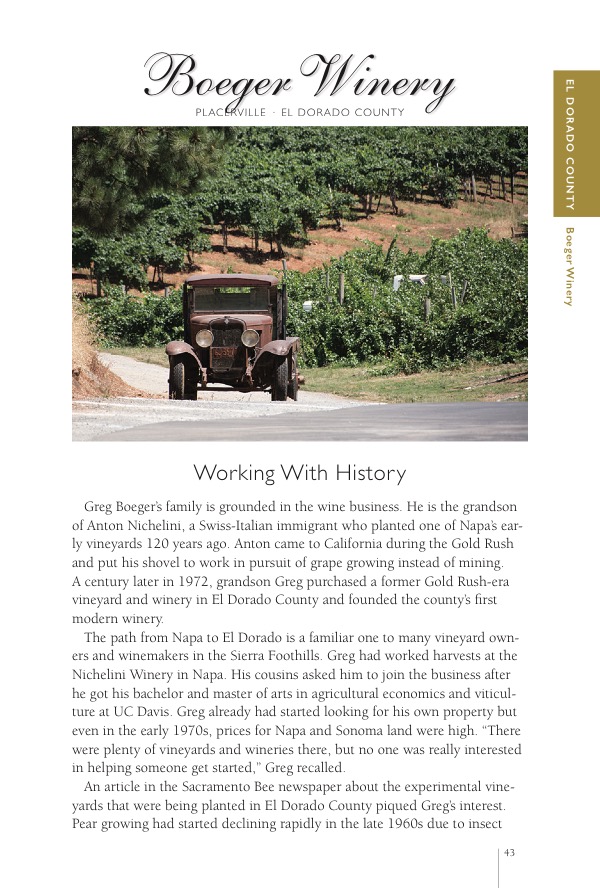 Boeger Winery
PLACERVILLE · EL DORADO COUNTY
EL DORADO COUNTY
Boeger Winery
Working With History
Greg Boeger's family is grounded in the wine business. He is the grandson
of Anton Nichelini, a Swiss-Italian immigrant who planted one of Napa's ear-
ly vineyards 120 years ago. Anton came to California during the Gold Rush
and put his shovel to work in pursuit of grape growing instead of mining.
A century later in 1972, grandson Greg purchased a former Gold Rush-era
vineyard and winery in El Dorado County and founded the county's first
modern winery.
The path from Napa to El Dorado is a familiar one to many vineyard own-
ers and winemakers in the Sierra Foothills. Greg had worked harvests at the
Nichelini Winery in Napa. His cousins asked him to join the business after
he got his bachelor and master of arts in agricultural economics and viticul-
ture at UC Davis. Greg already had started looking for his own property but
even in the early 1970s, prices for Napa and Sonoma land were high. “There
were plenty of vineyards and wineries there, but no one was really interested
in helping someone get started,” Greg recalled.
An article in the Sacramento Bee newspaper about the experimental vine-
yards that were being planted in El Dorado County piqued Greg's interest.
Pear growing had started declining rapidly in the late 1960s due to insect
43